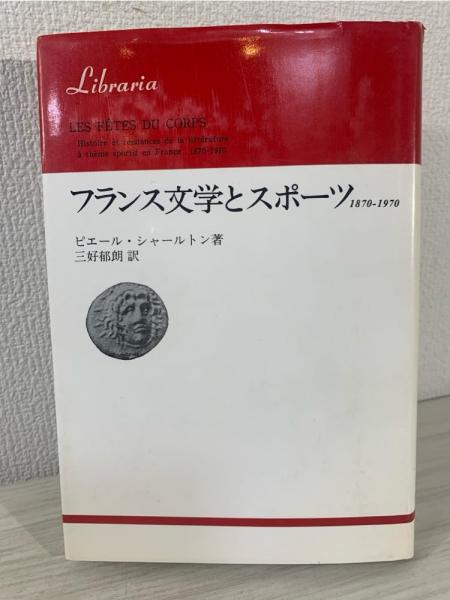 Libraria
LES FÊTES DU CORPS
Histoire et tendances de la littérature
à thème sportif en France 1870-1970
フランス文学とスポーツ 1870-1970
ピエール・シャールトン著
三好郁朗 訳